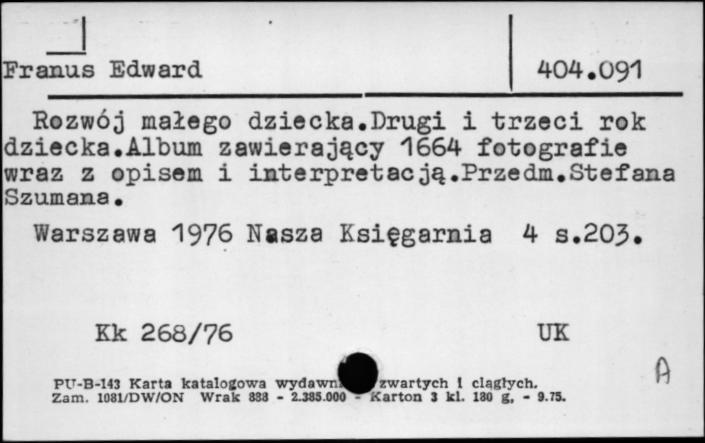 Franus Edward
404.091
Rozwój małego dziecka.Drugi i trzeci rok
dziecka.Album zawierający 1664 fotografie
wraz z opisem i interpretacją.Przedm.Stefana
Szumana.
Warszawa 1976 Nasza Księgarnia 4 s.203.
Kk 268/76 UK
A
PU-B-143 Karta katalogowa wydawn zwartych i ciągłych.
Zam. 1081/DW/ON Wrak 888 - 2.385.000 - Karton 3 kl. 180 g. - 9.75.